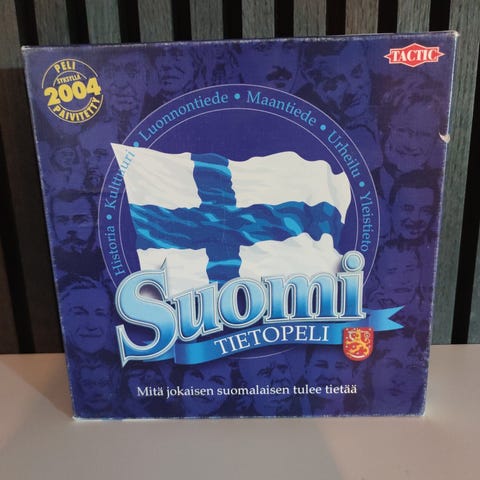 PELI
SYKSYLLÄ
2004
PÄIVITETTY
TACTIC
Historia • Kulttuuri • Luonnontiede • Maantiede • Urheilu • Yleistieto
Suomi
TIETOPELI
Mitä jokaisen suomalaisen tulee tietää